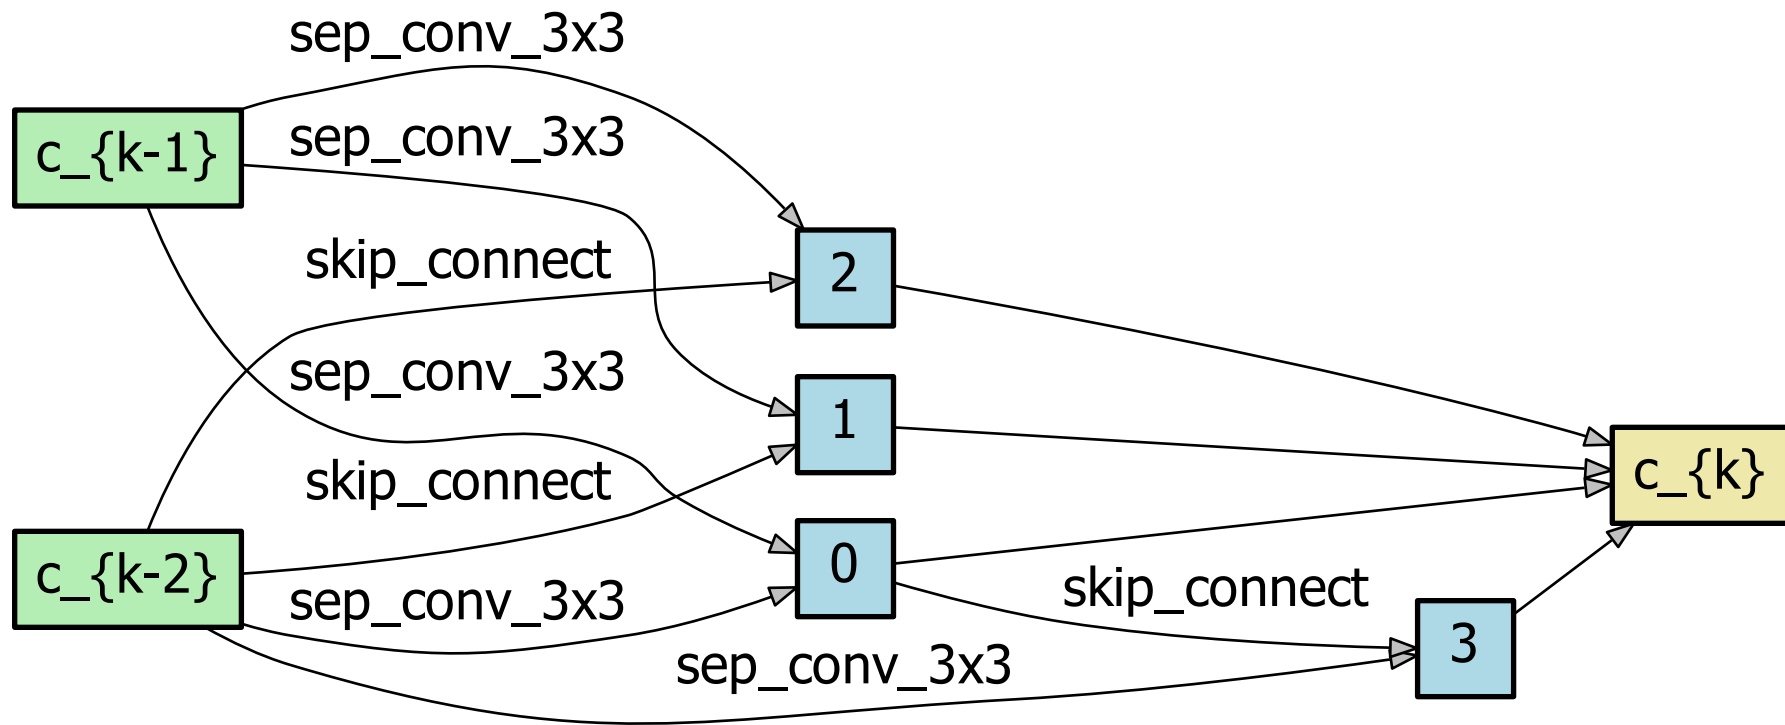 sep_conv_3x3
sep_conv_3x3
c_{k-1}
skip_connect
2
sep_conv_3x3
1
skip_connect
c_{k}
c_{k-2}
0
sep_conv_3x3
skip_connect
3
sep_conv_3x3